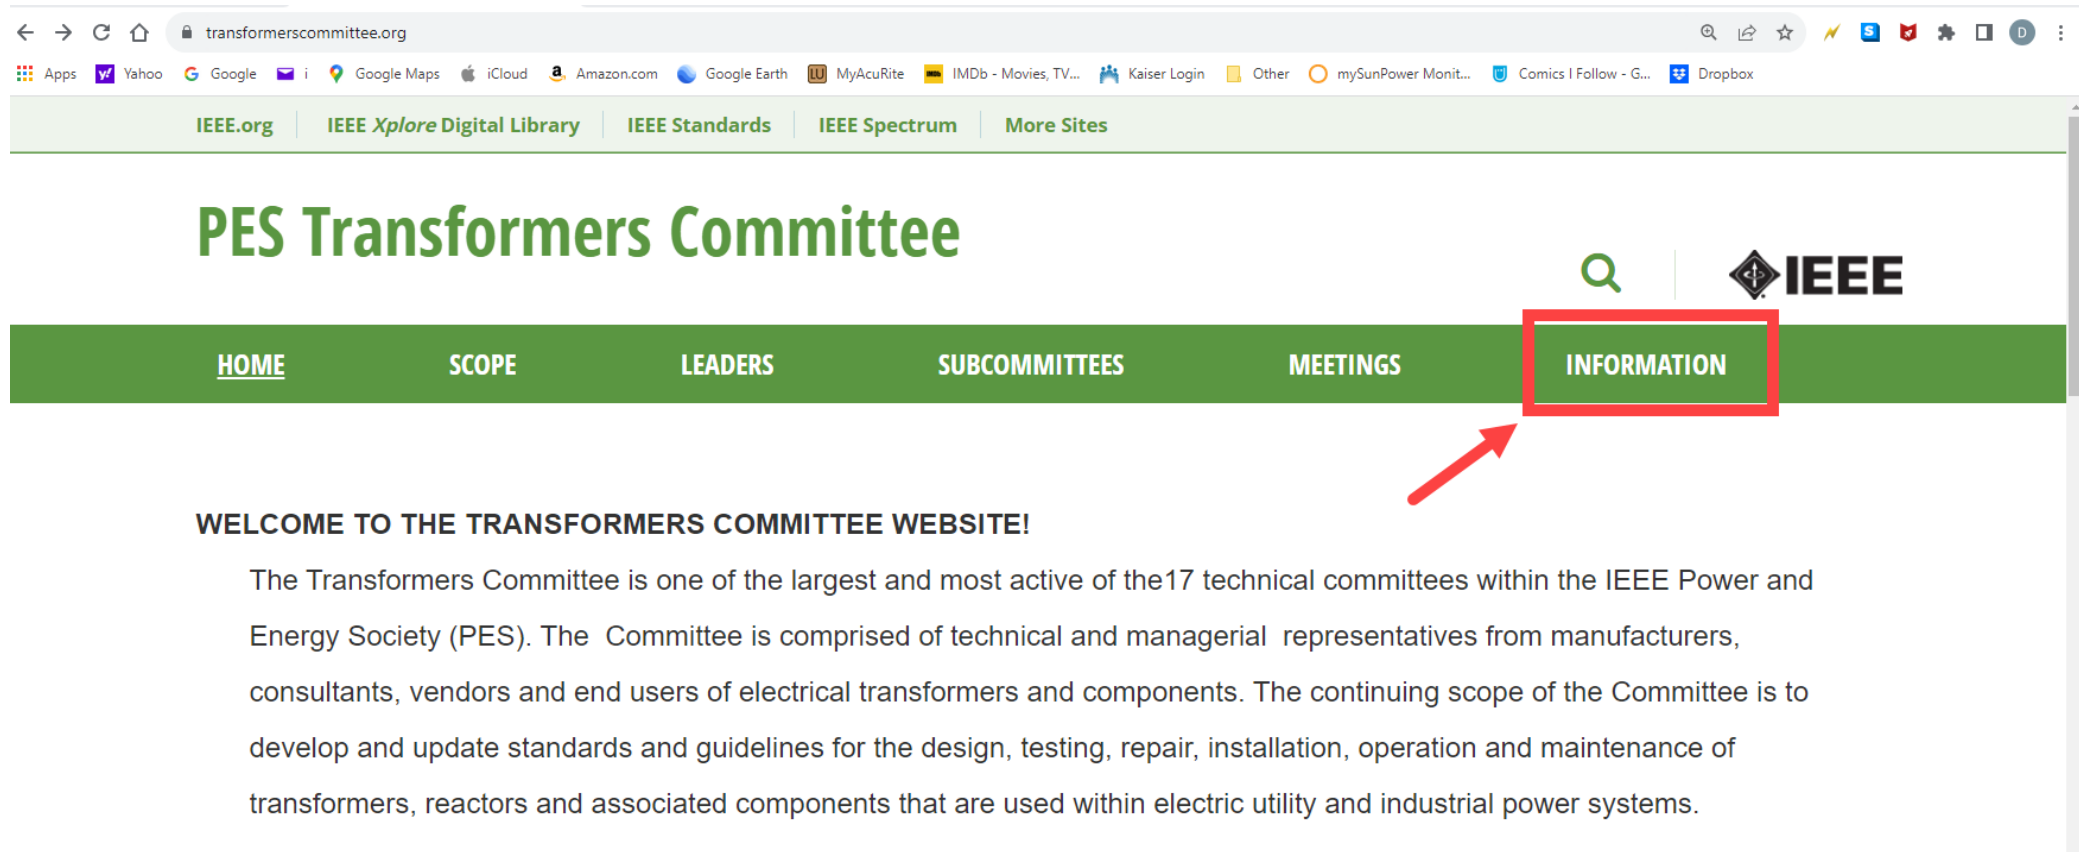 transformerscommittee.org
D
Apps Yahoo Google i Google Maps iCloud Amazon.com Google Earth MyAcuRite IMDb - Movies, TV... Kaiser Login Other mySunPower Monit... Comics I Follow - G... Dropbox
IEEE.org IEEE Xplore Digital Library IEEE Standards IEEE Spectrum More Sites
PES Transformers Committee
IEEE
HOME SCOPE LEADERS SUBCOMMITTEES MEETINGS INFORMATION
WELCOME TO THE TRANSFORMERS COMMITTEE WEBSITE!
The Transformers Committee is one of the largest and most active of the17 technical committees within the IEEE Power and
Energy Society (PES). The  Committee is comprised of technical and managerial  representatives from manufacturers,
consultants, vendors and end users of electrical transformers and components. The continuing scope of the Committee is to
develop and update standards and guidelines for the design, testing, repair, installation, operation and maintenance of
transformers, reactors and associated components that are used within electric utility and industrial power systems.